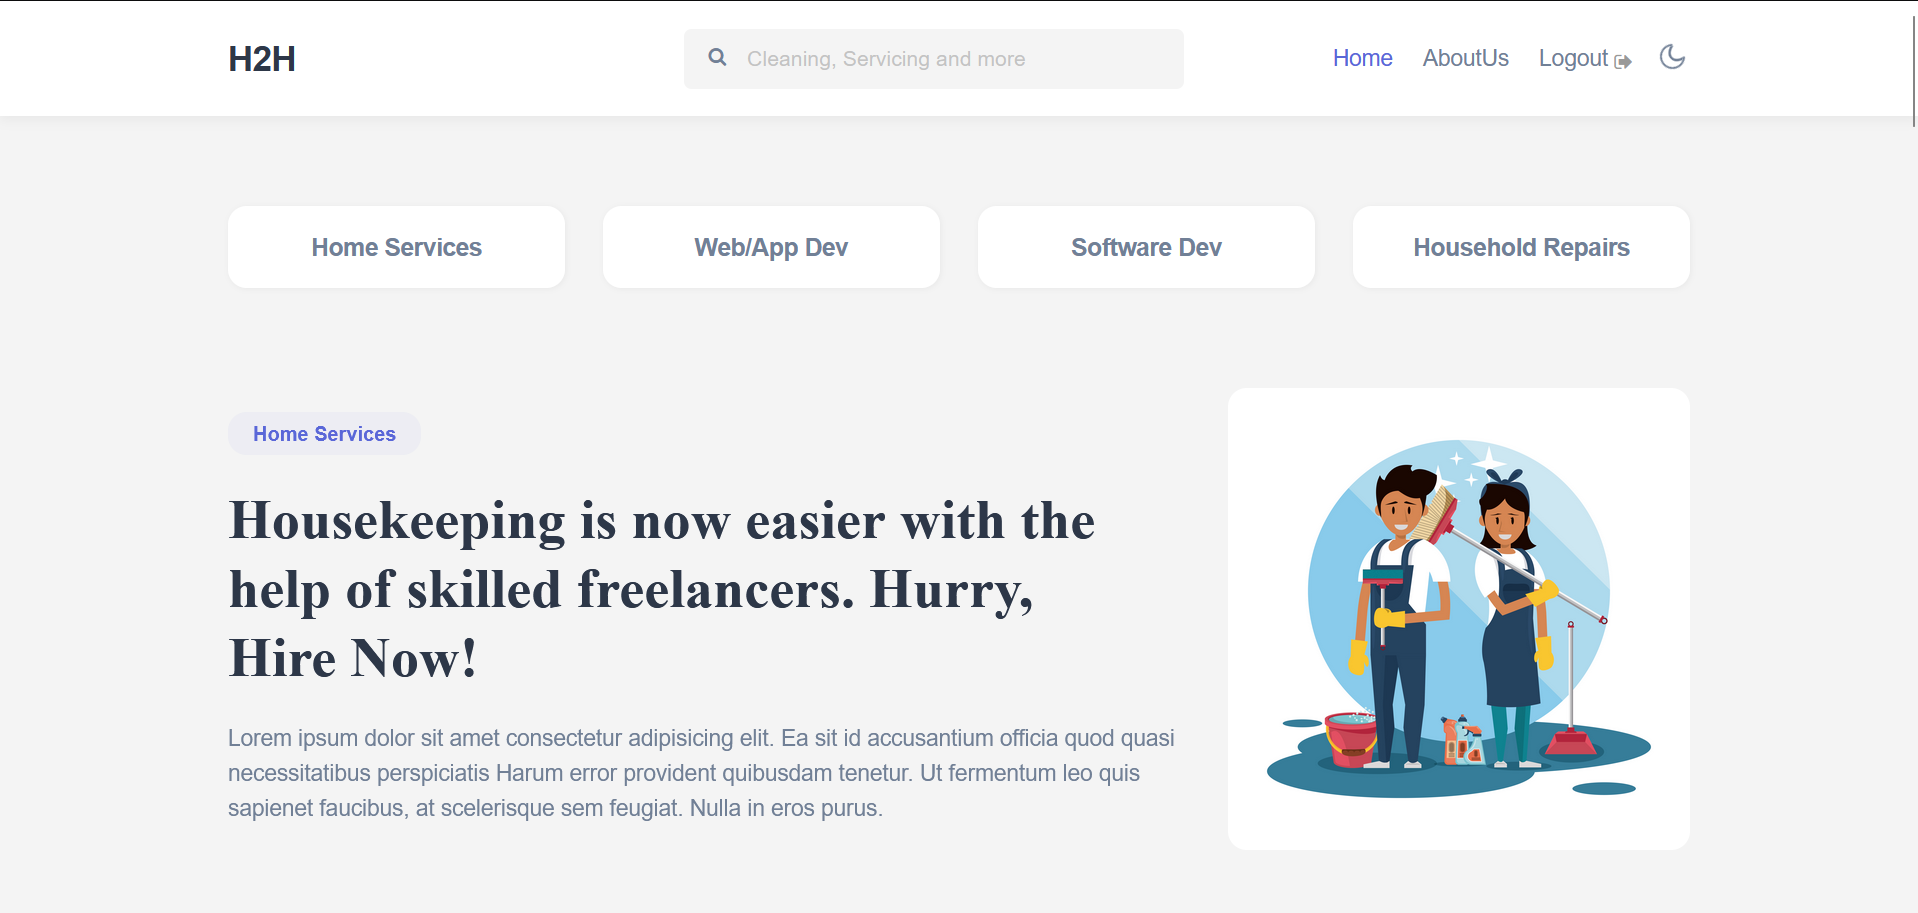 H2H
Cleaning, Servicing and more
Home
AboutUs
Logout
Home Services
Web/App Dev
Software Dev
Household Repairs
Home Services
Housekeeping is now easier with the
help of skilled freelancers. Hurry,
Hire Now!
Lorem ipsum dolor sit amet consectetur adipisicing elit. Ea sit id accusantium officia quod quasi
necessitatibus perspiciatis Harum error provident quibusdam tenetur. Ut fermentum leo quis
sapienet faucibus, at scelerisque sem feugiat. Nulla in eros purus.